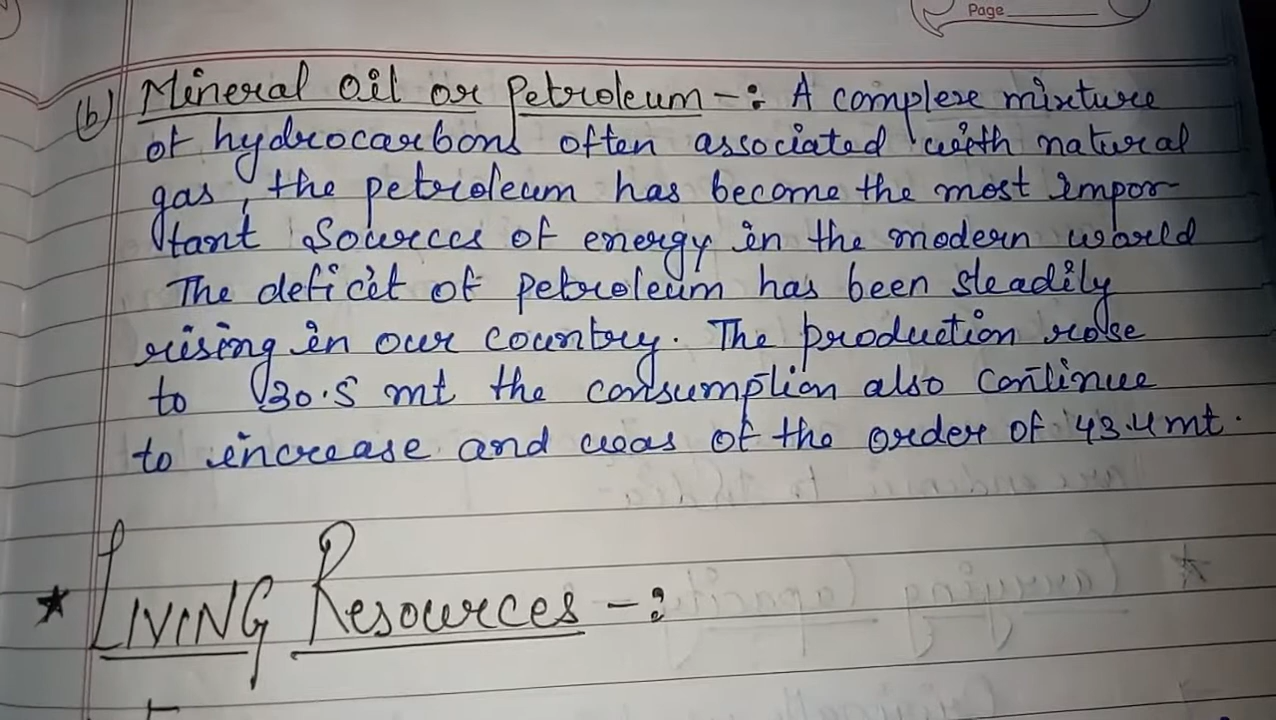 Page
(b) Mineral Oil or Petroleum -: A complex mixture
of hydrocarbons often associated with natural
gas, the petroleum has become the most impor-
tant Sources of energy in the modern world
The deficit of petroleum has been steadily
rising in our country. The production rose
to 30.5 mt the consumption also continue
to increase and was of the order of 43.4 mt.
★ LIVING Resources -: